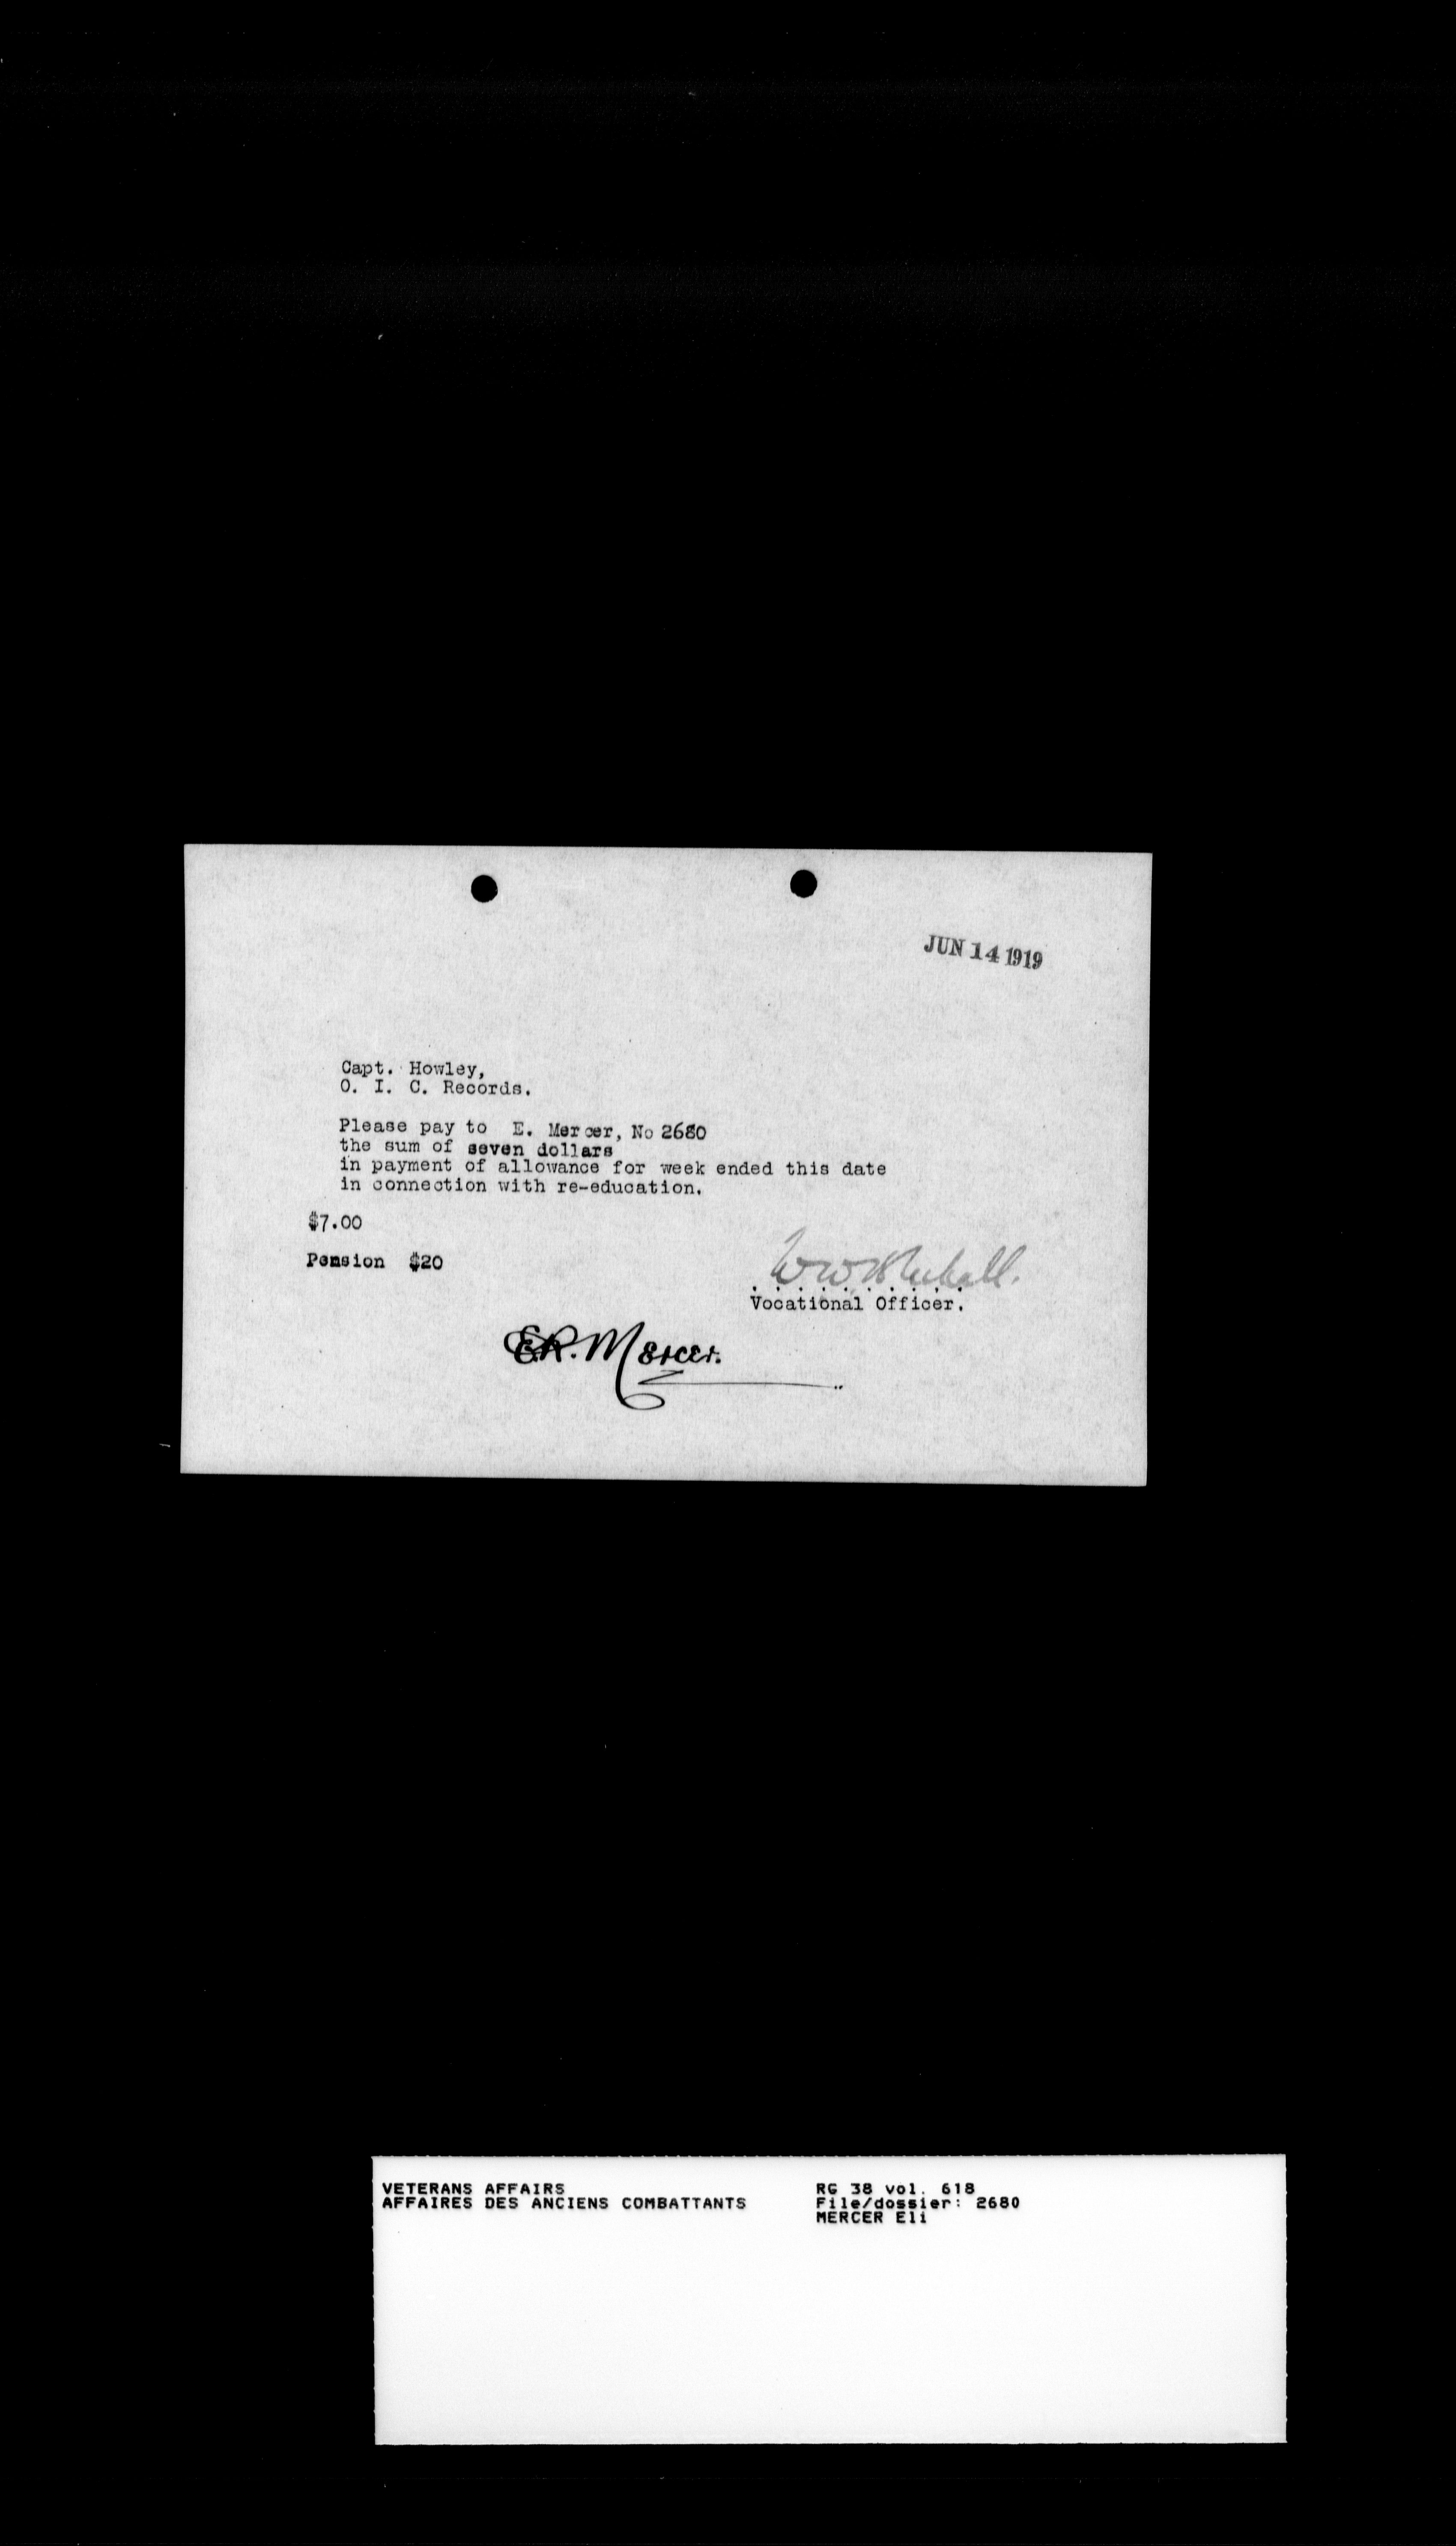 JUN 14 1919
Capt. Howley,
O. I. C. Records.
Please pay to E. Mercer, No 2680
the sum of seven dollars
in payment of allowance for week ended this date
in connection with re-education.
$7.00
Pension $20
Vocational Officer.
E.R. Mercer.
VETERANS AFFAIRS
AFFAIRES DES ANCIENS COMBATTANTS
RG 38 vol. 618
File/dossier: 2680
MERCER Eli